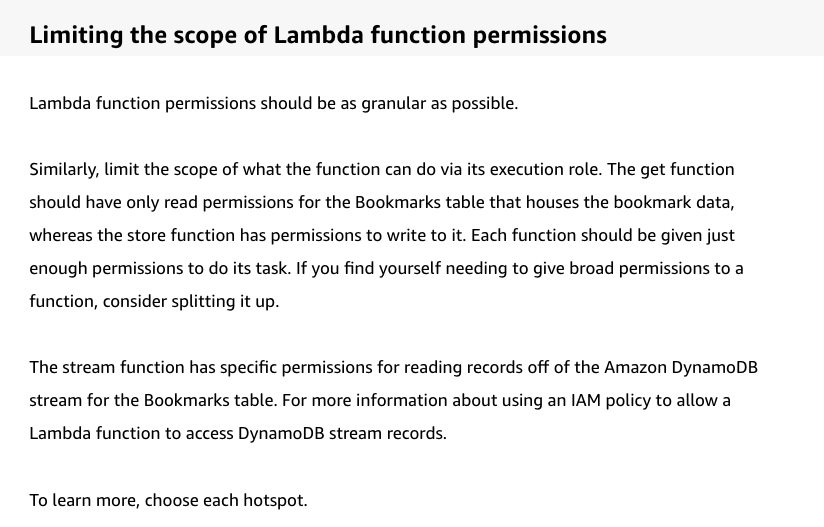 Limiting the scope of Lambda function permissions
Lambda function permissions should be as granular as possible.
Similarly, limit the scope of what the function can do via its execution role. The get function
should have only read permissions for the Bookmarks table that houses the bookmark data,
whereas the store function has permissions to write to it. Each function should be given just
enough permissions to do its task. If you find yourself needing to give broad permissions to a
function, consider splitting it up.
The stream function has specific permissions for reading records off of the Amazon DynamoDB
stream for the Bookmarks table. For more information about using an IAM policy to allow a
Lambda function to access DynamoDB stream records.
To learn more, choose each hotspot.